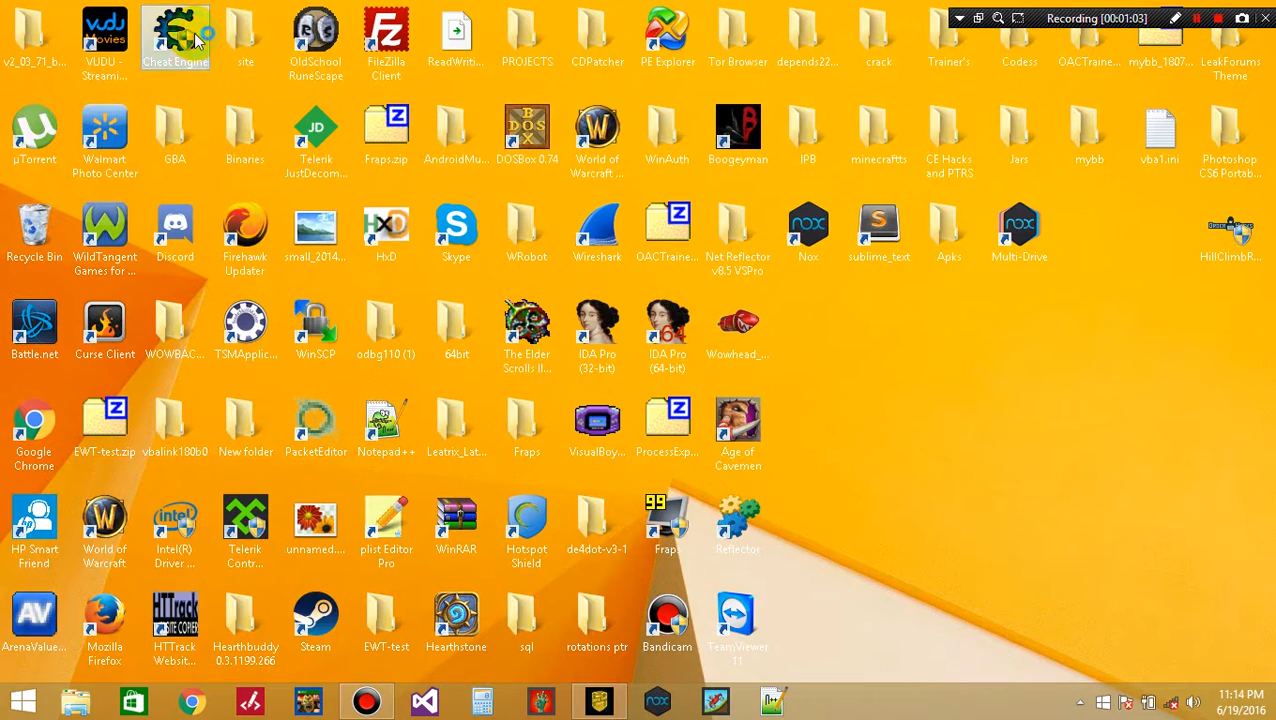 Recording [00:01:03]
v2_03_71_b...
VUDU -
Streami...
Cheat Engine
site
OldSchool
RuneScape
FileZilla
Client
ReadWriti...
PROJECTS
CDPatcher
PE Explorer
Tor Browser
depends22...
crack
Trainer's
Codess
OACTraine...
mybb_1807...
LeakForums
Theme
µTorrent
Walmart
Photo Center
GBA
Binaries
Telerik
JustDecom...
Fraps.zip
AndroidMu...
DOSBox 0.74
World of
Warcraft ...
WinAuth
Boogeyman
IPB
minecraftts
CE Hacks
and PTRS
Jars
mybb
vba1.ini
Photoshop
CS6 Portab...
Recycle Bin
WildTangent
Games for ...
Discord
Firehawk
Updater
small_2014...
HxD
Skype
WRobot
Wireshark
OACTraine...
Net Reflector
v8.5 VSPro
Nox
sublime_text
Apks
Multi-Drive
HillClimbR...
Battle.net
Curse Client
WOWBAC...
TSMApplic...
WinSCP
odbg110 (1)
64bit
The Elder
Scrolls II...
IDA Pro
(32-bit)
IDA Pro
(64-bit)
Wowhead_...
Google
Chrome
EWT-test.zip
vbalink180b0
New folder
PacketEditor
Notepad++
Leatrix_Lat...
Fraps
VisualBoy...
ProcessExp...
Age of
Cavemen
HP Smart
Friend
World of
Warcraft
Intel(R)
Driver ...
Telerik
Contr...
unnamed....
plist Editor
Pro
WinRAR
Hotspot
Shield
de4dot-v3-1
Fraps
Reflector
ArenaValue...
Mozilla
Firefox
HTTrack
Websit...
Hearthbuddy
0.3.1199.266
Steam
EWT-test
Hearthstone
sql
rotations ptr
Bandicam
TeamViewer
11
11:14 PM
6/19/2016